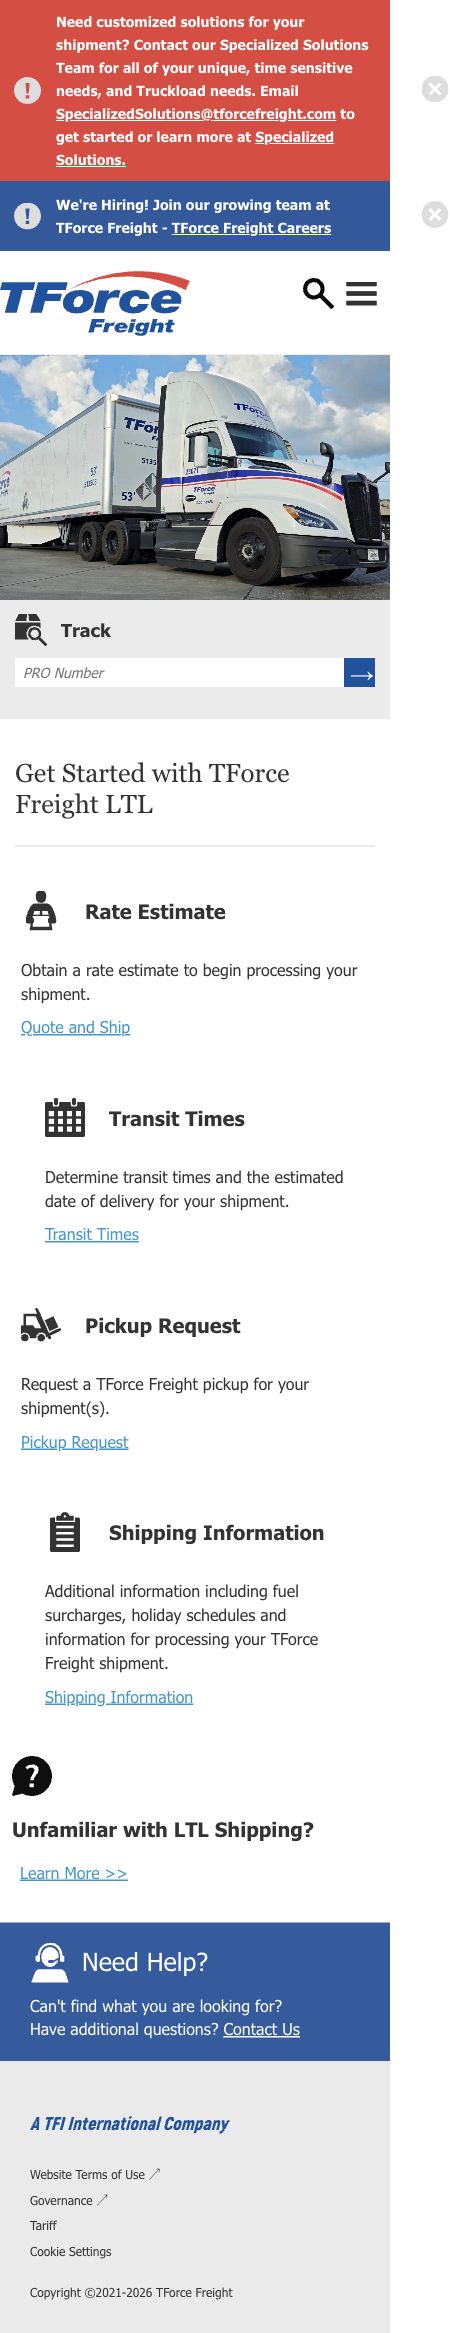 Need customized solutions for your
shipment? Contact our Specialized Solutions
Team for all of your unique, time sensitive
needs, and Truckload needs. Email
SpecializedSolutions@tforcefreight.com to
get started or learn more at Specialized
Solutions.
We're Hiring! Join our growing team at
TForce Freight - TForce Freight Careers
TForce
Freight
TForce
53'
TForce
Freight
Track
PRO Number
Get Started with TForce
Freight LTL
Rate Estimate
Obtain a rate estimate to begin processing your
shipment.
Quote and Ship
Transit Times
Determine transit times and the estimated
date of delivery for your shipment.
Transit Times
Pickup Request
Request a TForce Freight pickup for your
shipment(s).
Pickup Request
Shipping Information
Additional information including fuel
surcharges, holiday schedules and
information for processing your TForce
Freight shipment.
Shipping Information
Unfamiliar with LTL Shipping?
Learn More >>
Need Help?
Can't find what you are looking for?
Have additional questions? Contact Us
A TFI International Company
Website Terms of Use
Governance
Tariff
Cookie Settings
Copyright ©2021-2026 TForce Freight